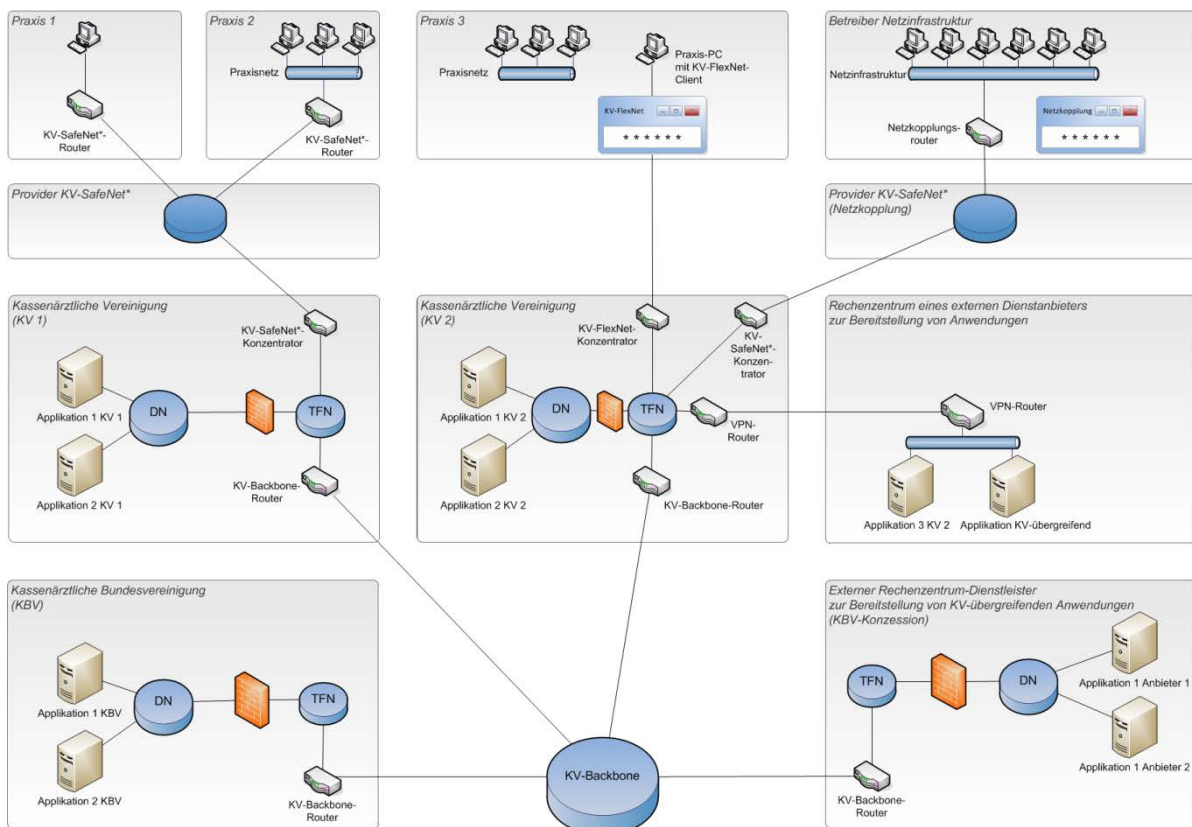 Praxis 1
KV-SafeNet*-
Router
Praxis 2
Praxisnetz
KV-SafeNet*-
Router
Praxis 3
Praxisnetz
Praxis-PC
mit KV-FlexNet-
Client
KV-FlexNet
* * * * * *
Betreiber Netzinfrastruktur
Netzinfrastruktur
Netzkopplungs-
router
Netzkopplung
* * * * * *
Provider KV-SafeNet*
Provider KV-SafeNet*
(Netzkopplung)
Kassenärztliche Vereinigung
(KV 1)
KV-SafeNet*-
Konzentrator
Applikation 1 KV 1
DN
TFN
Applikation 2 KV 1
KV-Backbone-
Router
Kassenärztliche Vereinigung
(KV 2)
KV-FlexNet-
Konzentrator
KV-
SafeNet*-
Konzen-
trator
Applikation 1 KV 2
DN
TFN
VPN-
Router
Applikation 2 KV 2
KV-Backbone-Router
Rechenzentrum eines externen Dienstanbieters
zur Bereitstellung von Anwendungen
VPN-Router
Applikation 3 KV 2
Applikation KV-übergreifend
Kassenärztliche Bundesvereinigung
(KBV)
Applikation 1 KBV
DN
TFN
Applikation 2 KBV
KV-Backbone-
Router
KV-Backbone
Externer Rechenzentrum-Dienstleister
zur Bereitstellung von KV-übergreifenden Anwendungen
(KBV-Konzession)
TFN
DN
Applikation 1 Anbieter 1
Applikation 1 Anbieter 2
KV-Backbone-
Router